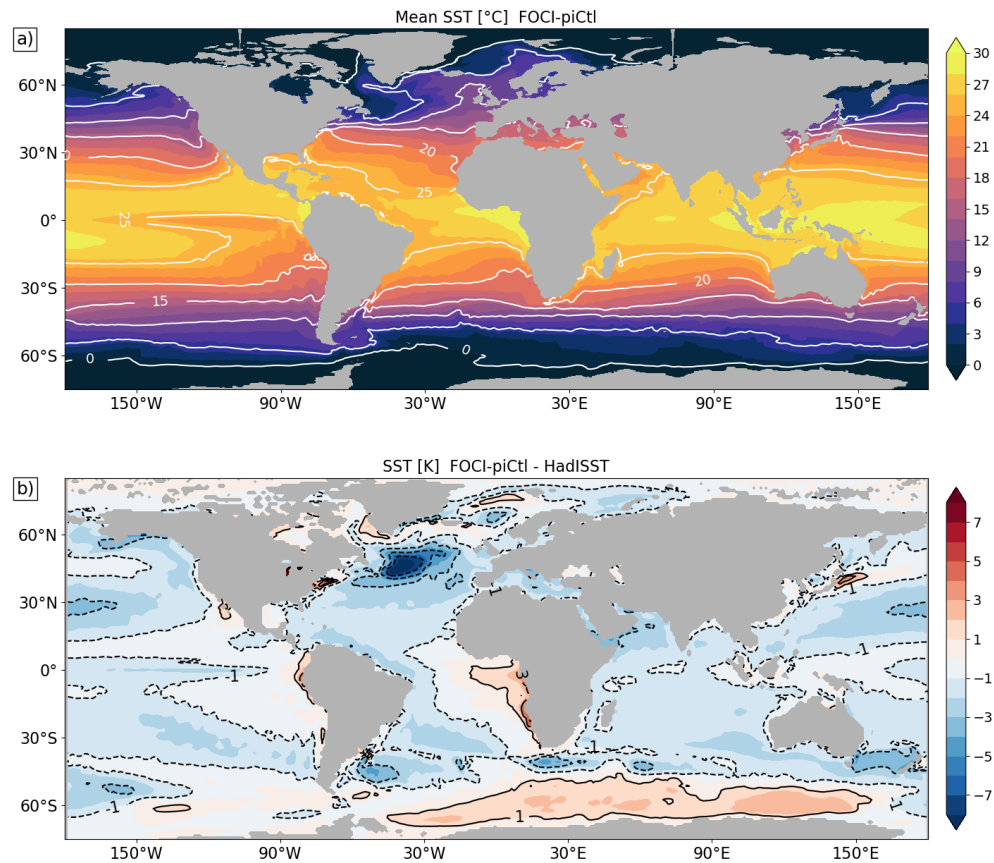 Mean SST [°C]  FOCI-piCtl
a)
60°N
30°N
0°
30°S
60°S
20
25
25
15
20
0
0
150°W
90°W
30°W
30°E
90°E
150°E
30
27
24
21
18
15
12
9
6
3
0
SST [K]  FOCI-piCtl - HadISST
b)
60°N
30°N
0°
30°S
60°S
1
1
1
1
3
1
1
1
1
150°W
90°W
30°W
30°E
90°E
150°E
7
5
3
1
−1
−3
−5
−7